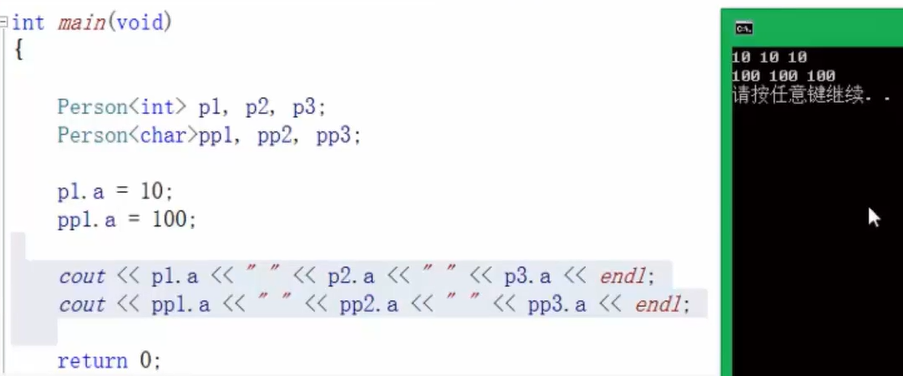 int main(void)
{
Person<int> p1, p2, p3;
Person<char>pp1, pp2, pp3;
p1.a = 10;
pp1.a = 100;
cout << p1.a << " " << p2.a << " " << p3.a << endl;
cout << pp1.a << " " << pp2.a << " " << pp3.a << endl;
return 0;
C:\.
10 10 10
100 100 100
请按任意键继续. .